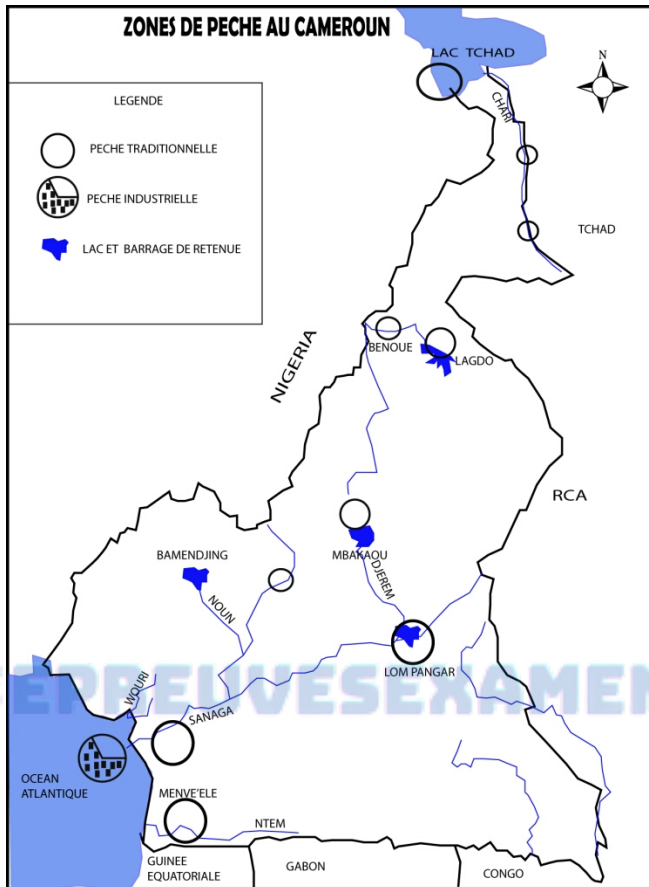 ZONES DE PECHE AU CAMEROUN
LAC TCHAD
N
LEGENDE
PECHE TRADITIONNELLE
PECHE INDUSTRIELLE
LAC ET BARRAGE DE RETENUE
CHARI
TCHAD
NIGERIA
BENOUE
LAGDO
RCA
BAMENDJING
MBAKAOU
DJEREM
NOUN
LOM PANGAR
EPREUVESEXAMEN
WOURI
SANAGA
OCEAN
ATLANTIQUE
MENVE'ELE
NTEM
GUINEE
EQUATORIALE
GABON
CONGO